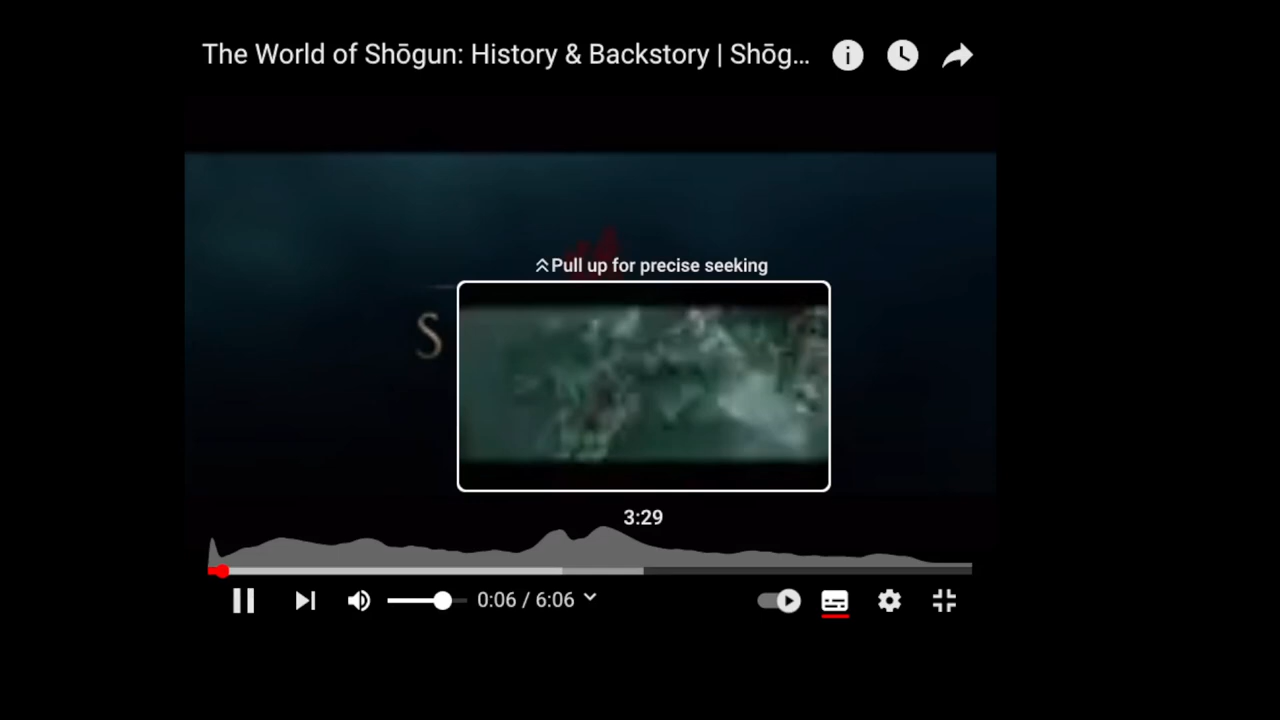 The World of Shōgun: History & Backstory | Shōg...
Pull up for precise seeking
S
3:29
0:06 / 6:06